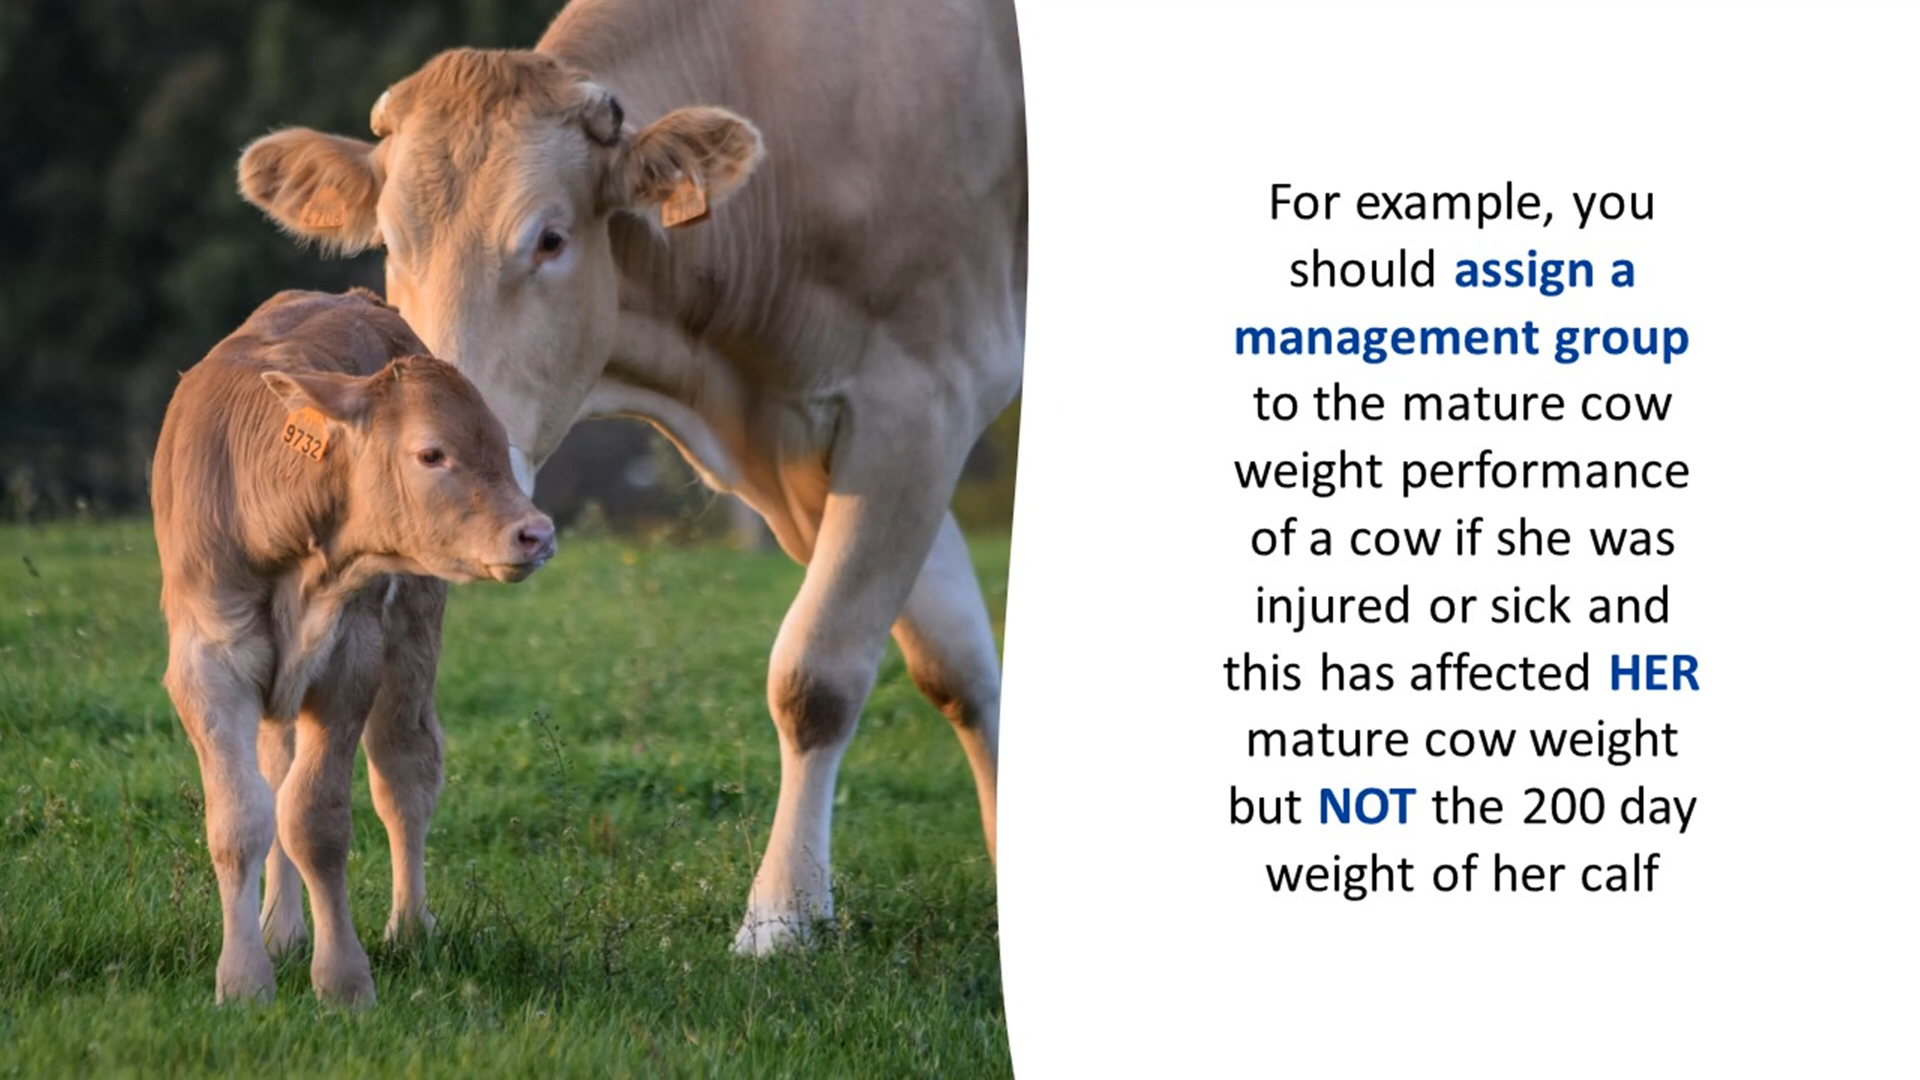 9732
For example, you
should assign a
management group
to the mature cow
weight performance
of a cow if she was
injured or sick and
this has affected HER
mature cow weight
but NOT the 200 day
weight of her calf